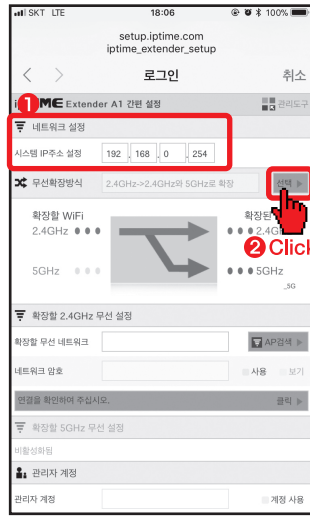 SKT LTE 18:06 100%
setup.iptime.com
iptime_extender_setup
로그인 취소
1
ME Extender A1 간편 설정 관리도구
네트워크 설정
시스템 IP주소 설정 192 . 168 . 0 . 254
무선확장방식 2.4GHz->2.4GHz와 5GHz로 확장 선택
확장할 WiFi 확장된
2.4GHz 2.4G
2 Click
5GHz 5GHz
_5G
확장할 2.4GHz 무선 설정
확장할 무선 네트워크 AP검색
네트워크 암호 사용 보기
연결을 확인하여 주십시오. 클릭
확장할 5GHz 무선 설정
비활성화됨
관리자 계정
관리자 계정 계정 사용